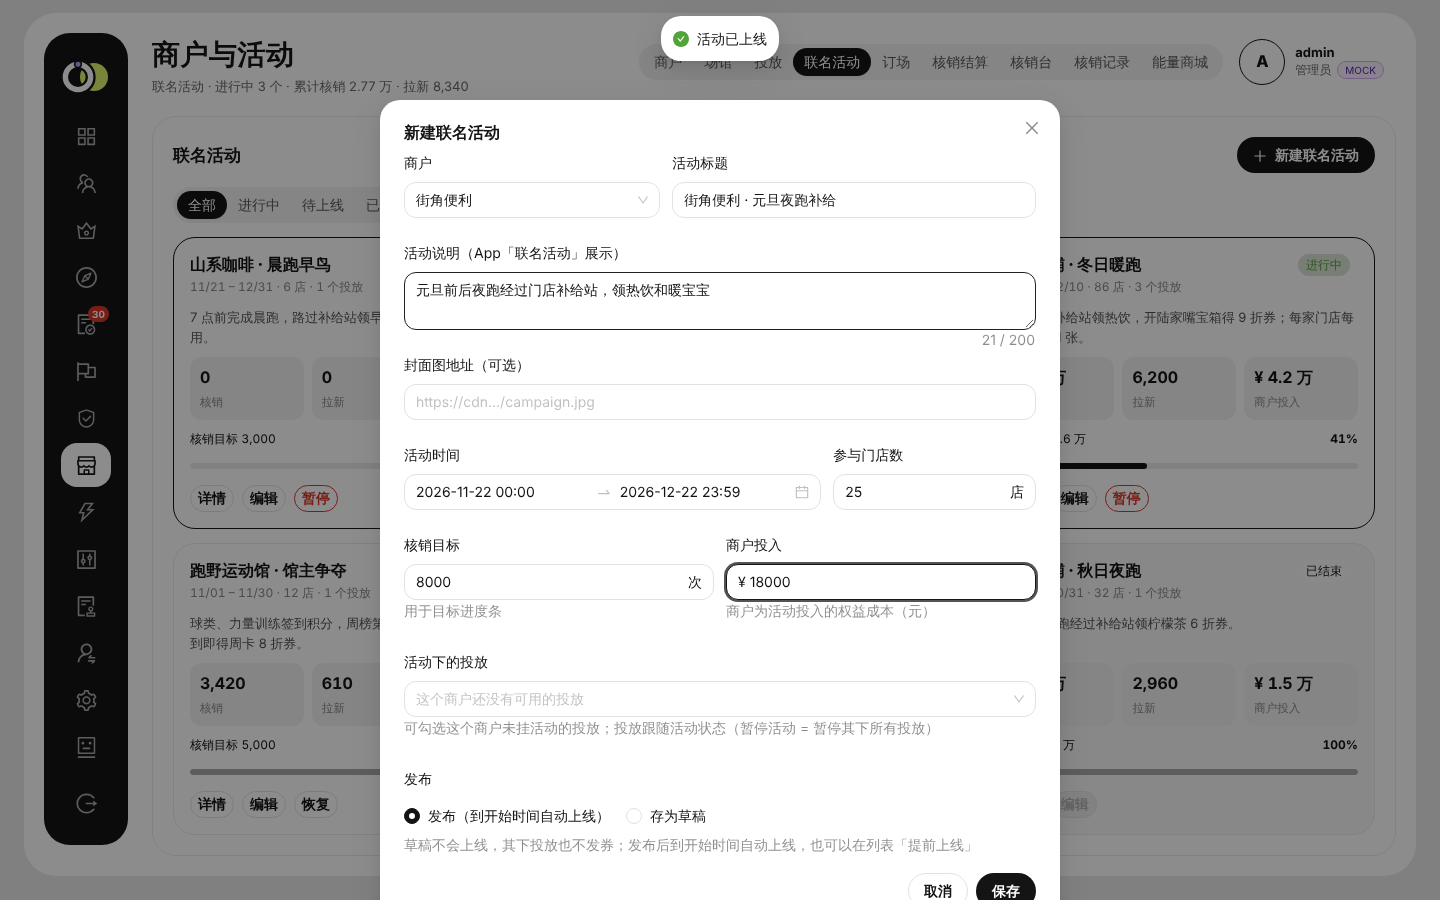 活动已上线
商户与活动
联名活动 · 进行中 3 个 · 累计核销 2.77 万 · 拉新 8,340
商户 场馆 投放 联名活动 订场 核销结算 核销台 核销记录 能量商城
A
admin
管理员 MOCK
30
联名活动
新建联名活动
全部 进行中 待上线
山系咖啡 · 晨跑早鸟
11/21 – 12/31 · 6 店 · 1 个投放
7 点前完成晨跑，路过补给站领早
用。
0 0
核销 拉新
核销目标 3,000
详情 编辑 暂停
跑野运动馆 · 馆主争夺
11/01 – 11/30 · 12 店 · 1 个投放
球类、力量训练签到积分，周榜第
到即得周卡 8 折券。
3,420 610
核销 拉新
核销目标 5,000
详情 编辑 恢复
新建联名活动
商户 活动标题
街角便利 街角便利 · 元旦夜跑补给
活动说明（App「联名活动」展示）
元旦前后夜跑经过门店补给站，领热饮和暖宝宝
21 / 200
封面图地址（可选）
https://cdn.../campaign.jpg
活动时间 参与门店数
2026-11-22 00:00 → 2026-12-22 23:59 25 店
核销目标 商户投入
8000 次 ¥ 18000
用于目标进度条 商户为活动投入的权益成本（元）
活动下的投放
这个商户还没有可用的投放
可勾选这个商户未挂活动的投放；投放跟随活动状态（暂停活动 = 暂停其下所有投放）
发布
发布（到开始时间自动上线） 存为草稿
草稿不会上线，其下投放也不发券；发布后到开始时间自动上线，也可以在列表「提前上线」
取消 保存
· 冬日暖跑 进行中
2/10 · 86 店 · 3 个投放
补给站领热饮，开陆家嘴宝箱得 9 折券；每家门店每
张。
6,200 ¥ 4.2 万
拉新 商户投入
.6 万 41%
编辑 暂停
· 秋日夜跑 已结束
0/31 · 32 店 · 1 个投放
跑经过补给站领柠檬茶 6 折券。
2,960 ¥ 1.5 万
拉新 商户投入
万 100%
编辑